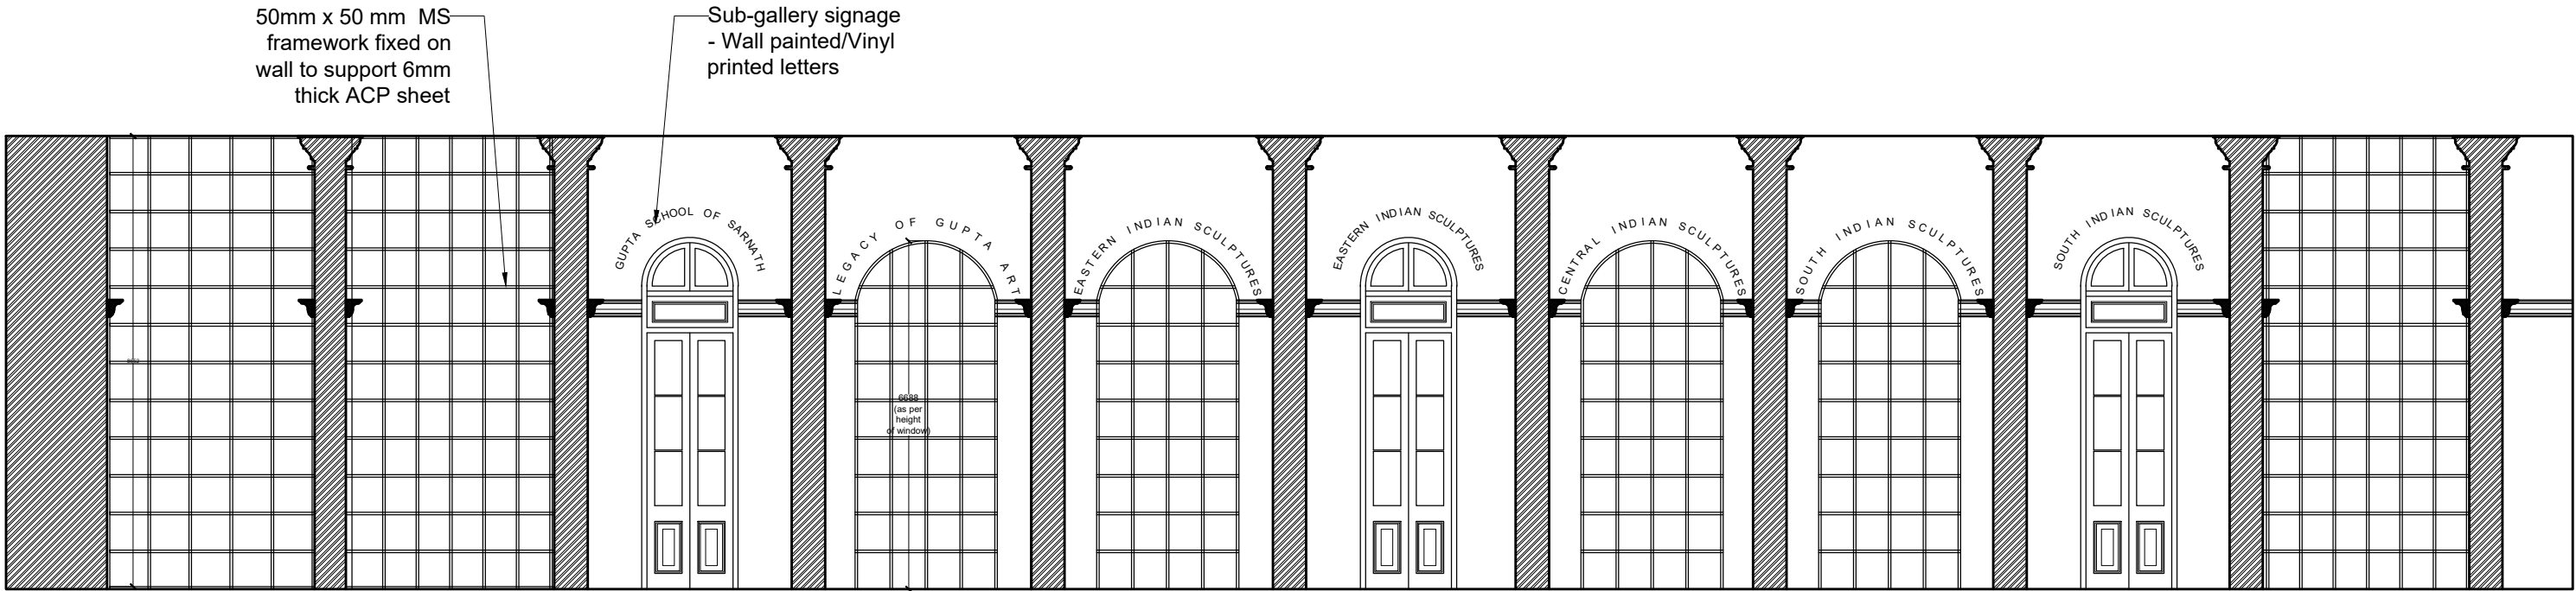 50mm x 50 mm MS
framework fixed on
wall to support 6mm
thick ACP sheet
Sub-gallery signage
- Wall painted/Vinyl
printed letters
GUPTA SCHOOL OF SARNATH
LEGACY OF GUPTA ART
EASTERN INDIAN SCULPTURES
EASTERN INDIAN SCULPTURES
CENTRAL INDIAN SCULPTURES
SOUTH INDIAN SCULPTURES
SOUTH INDIAN SCULPTURES
6688
(as per
height
of window)